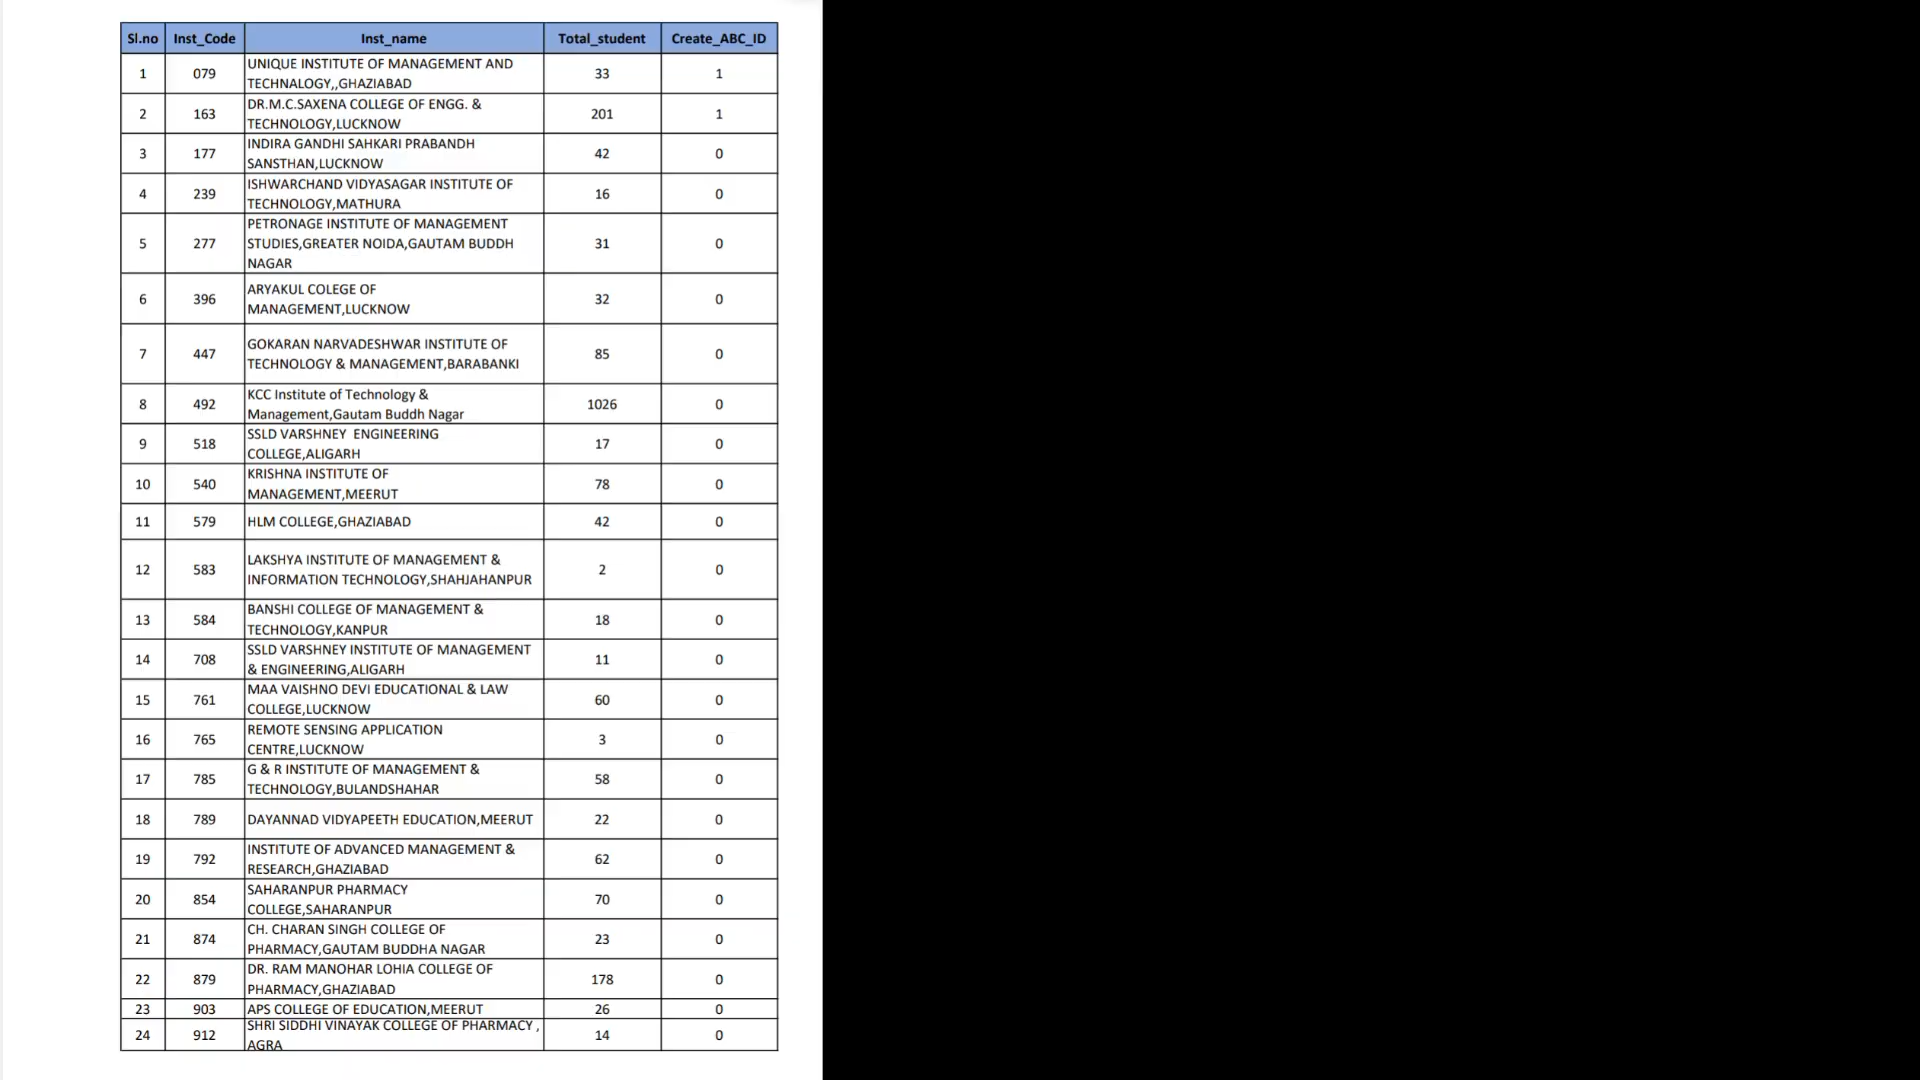 Sl.no Inst_Code Inst_name Total_student Create_ABC_ID
1 079 UNIQUE INSTITUTE OF MANAGEMENT AND 33 1
TECHNALOGY,,GHAZIABAD
2 163 DR.M.C.SAXENA COLLEGE OF ENGG. & 201 1
TECHNOLOGY,LUCKNOW
3 177 INDIRA GANDHI SAHKARI PRABANDH 42 0
SANSTHAN,LUCKNOW
4 239 ISHWARCHAND VIDYASAGAR INSTITUTE OF 16 0
TECHNOLOGY,MATHURA
PETRONAGE INSTITUTE OF MANAGEMENT
5 277 STUDIES,GREATER NOIDA,GAUTAM BUDDH 31 0
NAGAR
6 396 ARYAKUL COLEGE OF 32 0
MANAGEMENT,LUCKNOW
7 447 GOKARAN NARVADESHWAR INSTITUTE OF 85 0
TECHNOLOGY & MANAGEMENT,BARABANKI
8 492 KCC Institute of Technology & 1026 0
Management,Gautam Buddh Nagar
9 518 SSLD VARSHNEY  ENGINEERING 17 0
COLLEGE,ALIGARH
10 540 KRISHNA INSTITUTE OF 78 0
MANAGEMENT,MEERUT
11 579 HLM COLLEGE,GHAZIABAD 42 0
12 583 LAKSHYA INSTITUTE OF MANAGEMENT & 2 0
INFORMATION TECHNOLOGY,SHAHJAHANPUR
13 584 BANSHI COLLEGE OF MANAGEMENT & 18 0
TECHNOLOGY,KANPUR
14 708 SSLD VARSHNEY INSTITUTE OF MANAGEMENT 11 0
& ENGINEERING,ALIGARH
15 761 MAA VAISHNO DEVI EDUCATIONAL & LAW 60 0
COLLEGE,LUCKNOW
16 765 REMOTE SENSING APPLICATION 3 0
CENTRE,LUCKNOW
17 785 G & R INSTITUTE OF MANAGEMENT & 58 0
TECHNOLOGY,BULANDSHAHAR
18 789 DAYANNAD VIDYAPEETH EDUCATION,MEERUT 22 0
19 792 INSTITUTE OF ADVANCED MANAGEMENT & 62 0
RESEARCH,GHAZIABAD
20 854 SAHARANPUR PHARMACY 70 0
COLLEGE,SAHARANPUR
21 874 CH. CHARAN SINGH COLLEGE OF 23 0
PHARMACY,GAUTAM BUDDHA NAGAR
22 879 DR. RAM MANOHAR LOHIA COLLEGE OF 178 0
PHARMACY,GHAZIABAD
23 903 APS COLLEGE OF EDUCATION,MEERUT 26 0
24 912 SHRI SIDDHI VINAYAK COLLEGE OF PHARMACY , 14 0
AGRA